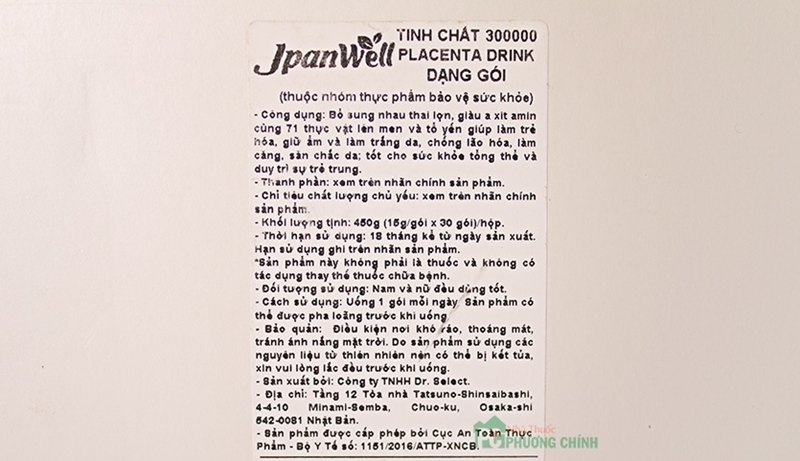 JpanWell
TINH CHẤT 300000
PLACENTA DRINK
DẠNG GÓI
(thuộc nhóm thực phẩm bảo vệ sức khỏe)
- Công dụng: Bổ sung nhau thai lợn, giàu a xit amin
cùng 71 thực vật lên men và tổ yến giúp làm trẻ
hóa, giữ ẩm và làm trắng da, chống lão hóa, làm
căng, săn chắc da; tốt cho sức khỏe tổng thể và
duy trì sự trẻ trung.
- Thành phần: xem trên nhãn chính sản phẩm.
- Chỉ tiêu chất lượng chủ yếu: xem trên nhãn chính
sản phẩm.
- Khối lượng tịnh: 450g (15g/gói x 30 gói)/hộp.
- Thời hạn sử dụng: 18 tháng kể từ ngày sản xuất.
Hạn sử dụng ghi trên nhãn sản phẩm.
*Sản phẩm này không phải là thuốc và không có
tác dụng thay thế thuốc chữa bệnh.
- Đối tượng sử dụng: Nam và nữ đều dùng tốt.
- Cách sử dụng: Uống 1 gói mỗi ngày. Sản phẩm có
thể được pha loãng trước khi uống
- Bảo quản: Điều kiện nơi khô ráo, thoáng mát,
tránh ánh nắng mặt trời. Do sản phẩm sử dụng các
nguyên liệu từ thiên nhiên nên có thể bị kết tủa,
xin vui lòng lắc đều trước khi uống.
- Sản xuất bởi: Công ty TNHH Dr. Select.
- Địa chỉ: Tầng 12 Tòa nhà Tatsuno-Shinsaibashi,
4-4-10 Minami-Semba, Chuo-ku, Osaka-shi
542-0081 Nhật Bản.
- Sản phẩm được cấp phép bởi Cục An Toàn Thực
Phẩm - Bộ Y Tế số: 1151/2016/ATTP-XNCB.
Nhà Thuốc
PHƯƠNG CHÍNH